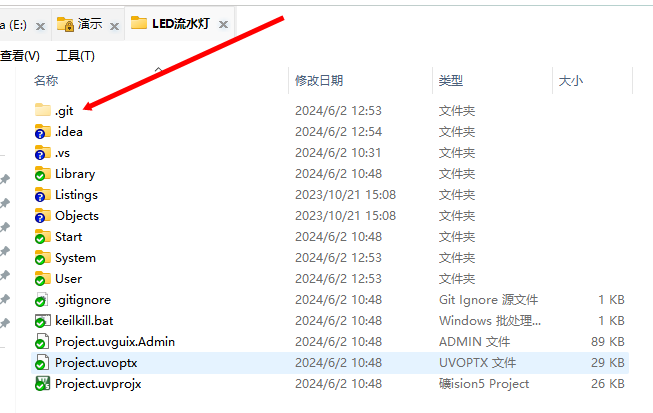 a (E:) 演示 LED流水灯
查看(V) 工具(T)
名称 修改日期 类型 大小
.git 2024/6/2 12:53 文件夹
.idea 2024/6/2 12:54 文件夹
.vs 2024/6/2 10:31 文件夹
Library 2024/6/2 10:48 文件夹
Listings 2023/10/21 15:08 文件夹
Objects 2023/10/21 15:08 文件夹
Start 2024/6/2 10:48 文件夹
System 2024/6/2 12:53 文件夹
User 2024/6/2 12:53 文件夹
.gitignore 2024/6/2 10:48 Git Ignore 源文件 1 KB
keilkill.bat 2024/6/2 10:48 Windows 批处理... 1 KB
Project.uvguix.Admin 2024/6/2 10:48 ADMIN 文件 89 KB
Project.uvoptx 2024/6/2 10:48 UVOPTX 文件 29 KB
Project.uvprojx 2024/6/2 10:48 礦ision5 Project 26 KB